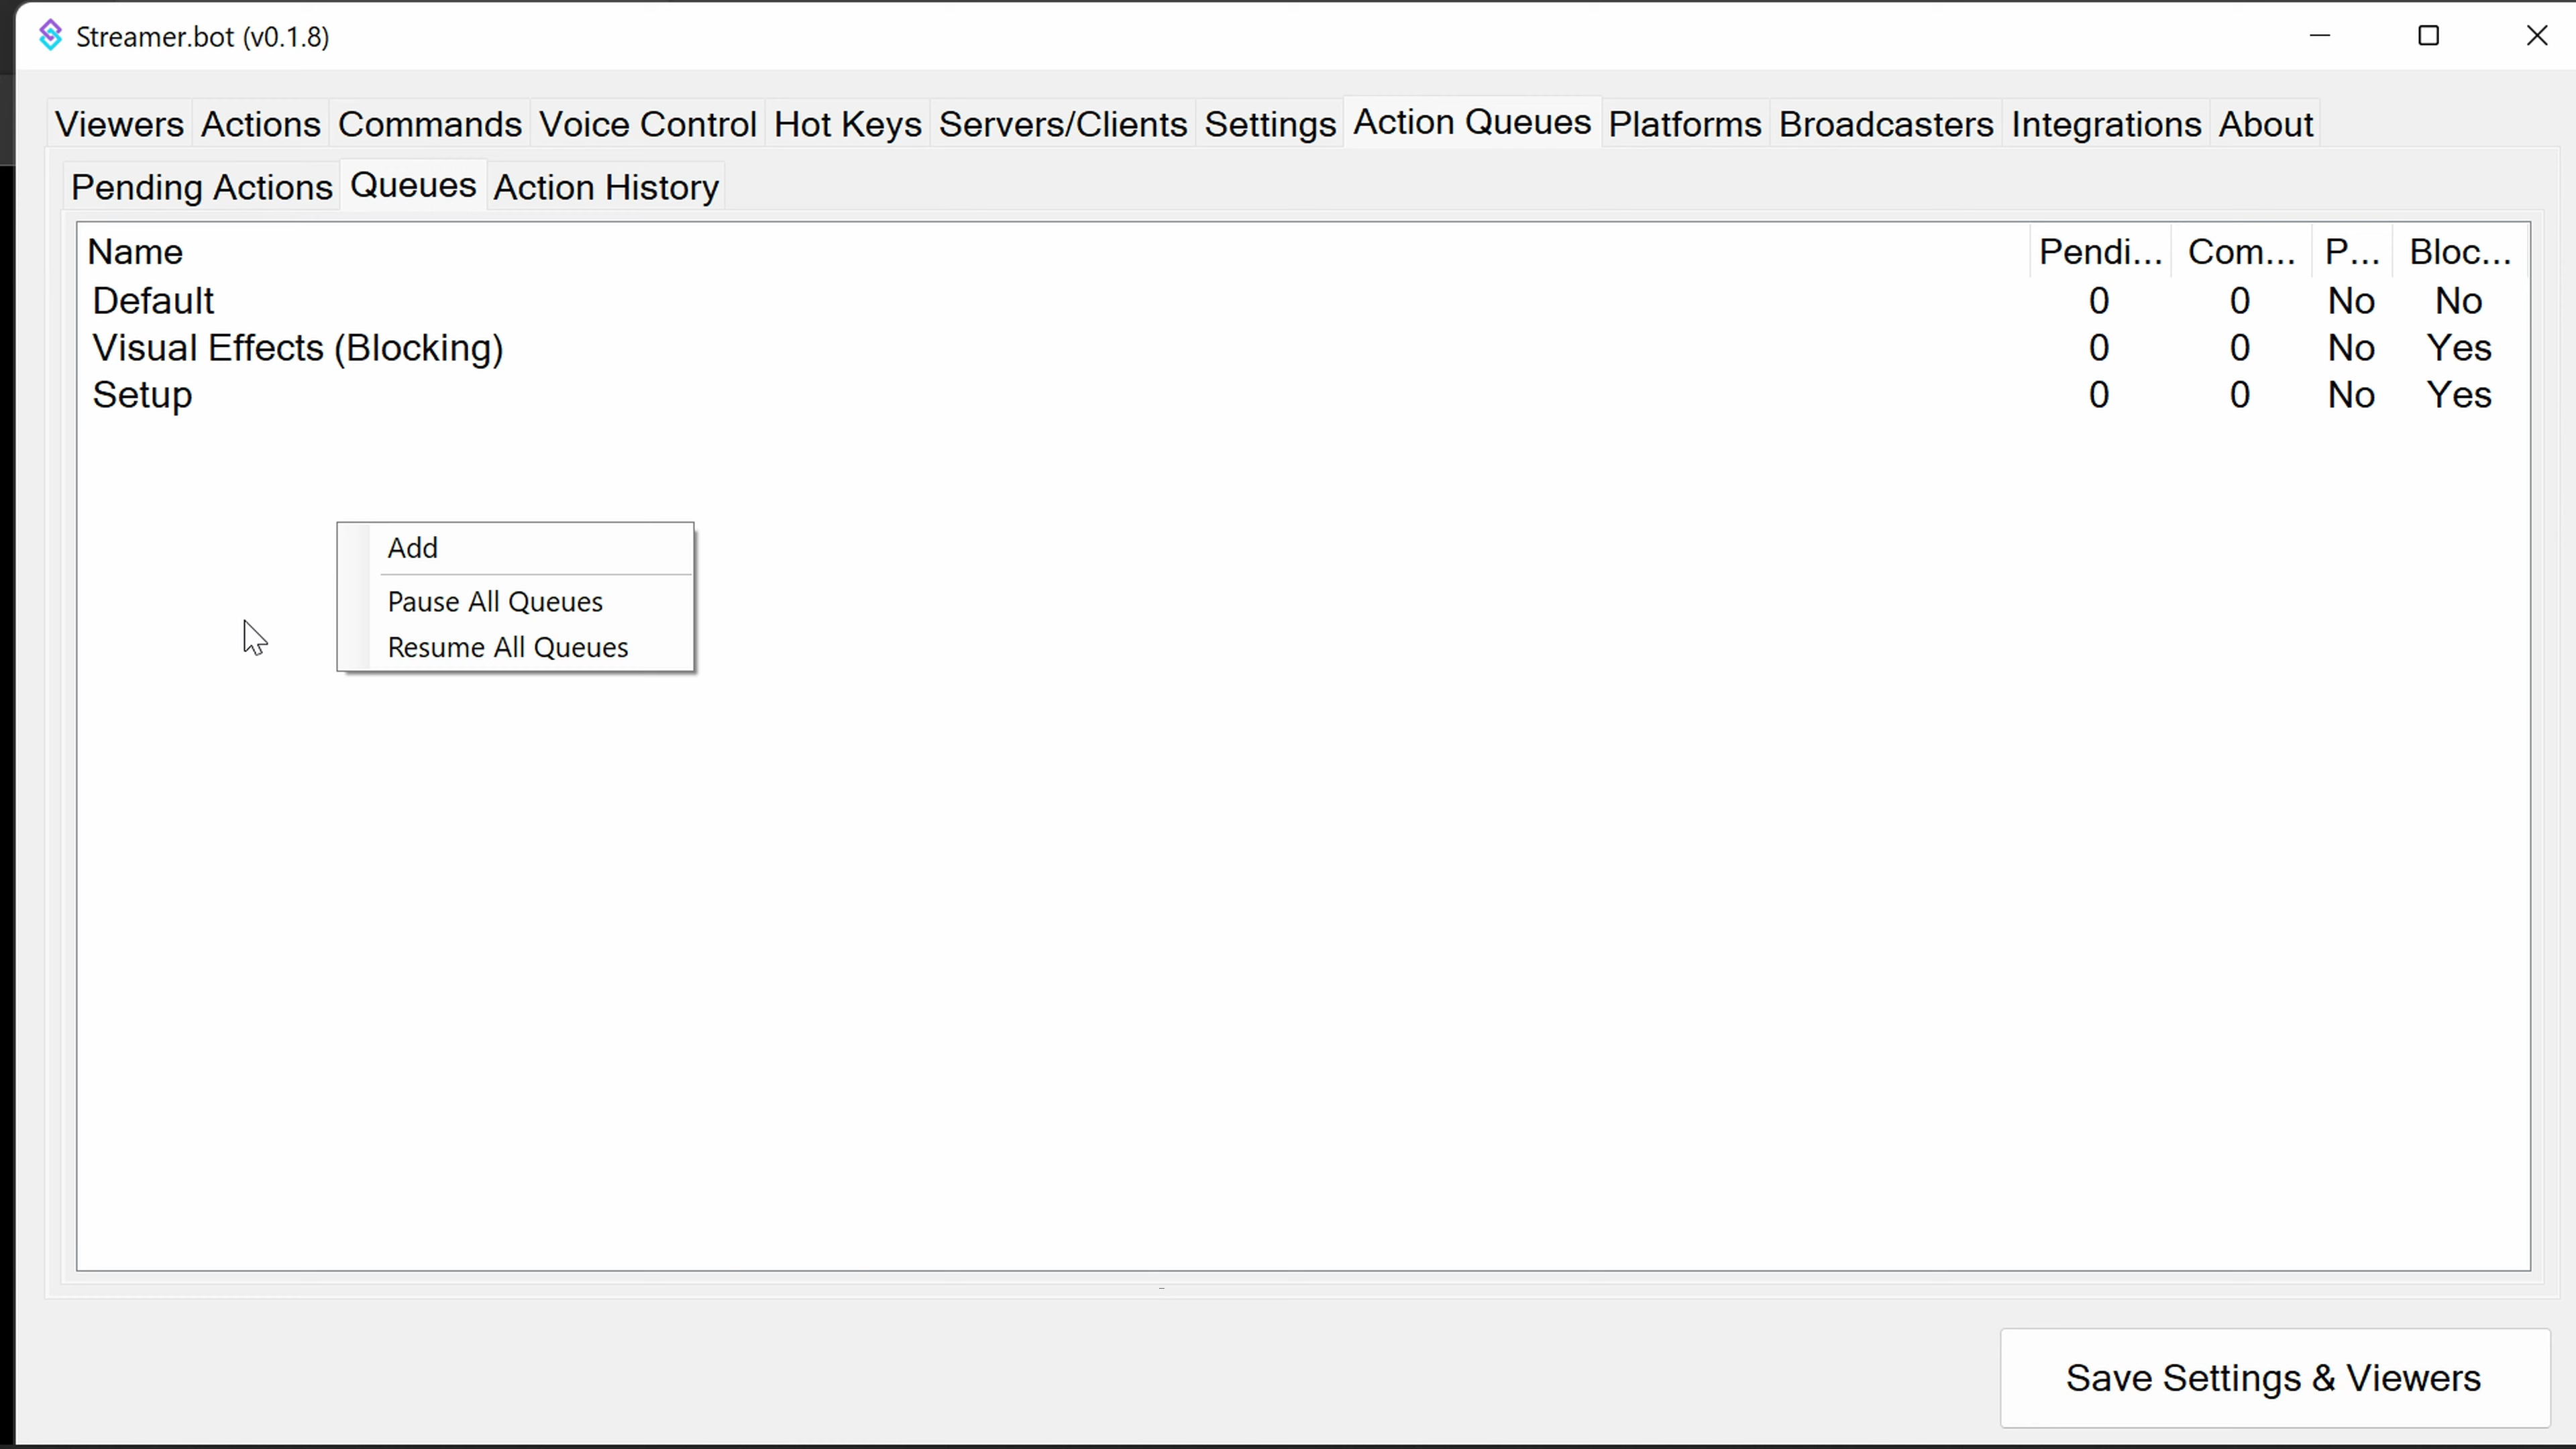 Streamer.bot (v0.1.8)
Viewers Actions Commands Voice Control Hot Keys Servers/Clients Settings Action Queues Platforms Broadcasters Integrations About
Pending Actions Queues Action History
Name Pendi... Com... P... Bloc...
Default 0 0 No No
Visual Effects (Blocking) 0 0 No Yes
Setup 0 0 No Yes
Add
Pause All Queues
Resume All Queues
Save Settings & Viewers